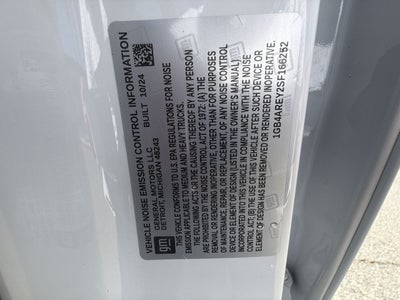 gm
VEHICLE NOISE EMISSION CONTROL INFORMATION
GENERAL MOTORS LLC
DETROIT, MICHIGAN 48243
BUILT 10/24
THIS VEHICLE CONFORMS TO U.S. EPA REGULATIONS FOR NOISE
EMISSION APPLICABLE TO MEDIUM AND HEAVY TRUCKS.
THE FOLLOWING ACTS OR THE CAUSING THEREOF BY ANY PERSON
ARE PROHIBITED BY THE NOISE CONTROL ACT OF 1972: (A) THE
REMOVAL OR RENDERING INOPERATIVE, OTHER THAN FOR PURPOSES
OF MAINTENANCE, REPAIR, OR REPLACEMENT, OF ANY NOISE CONTROL
DEVICE OR ELEMENT OF DESIGN (LISTED IN THE OWNER'S MANUAL)
INCORPORATED INTO THIS VEHICLE IN COMPLIANCE WITH THE NOISE
CONTROL ACT; (B) THE USE OF THIS VEHICLE AFTER SUCH DEVICE OR
ELEMENT OF DESIGN HAS BEEN REMOVED OR RENDERED INOPERATIVE.
1GB4AREY2SF166252